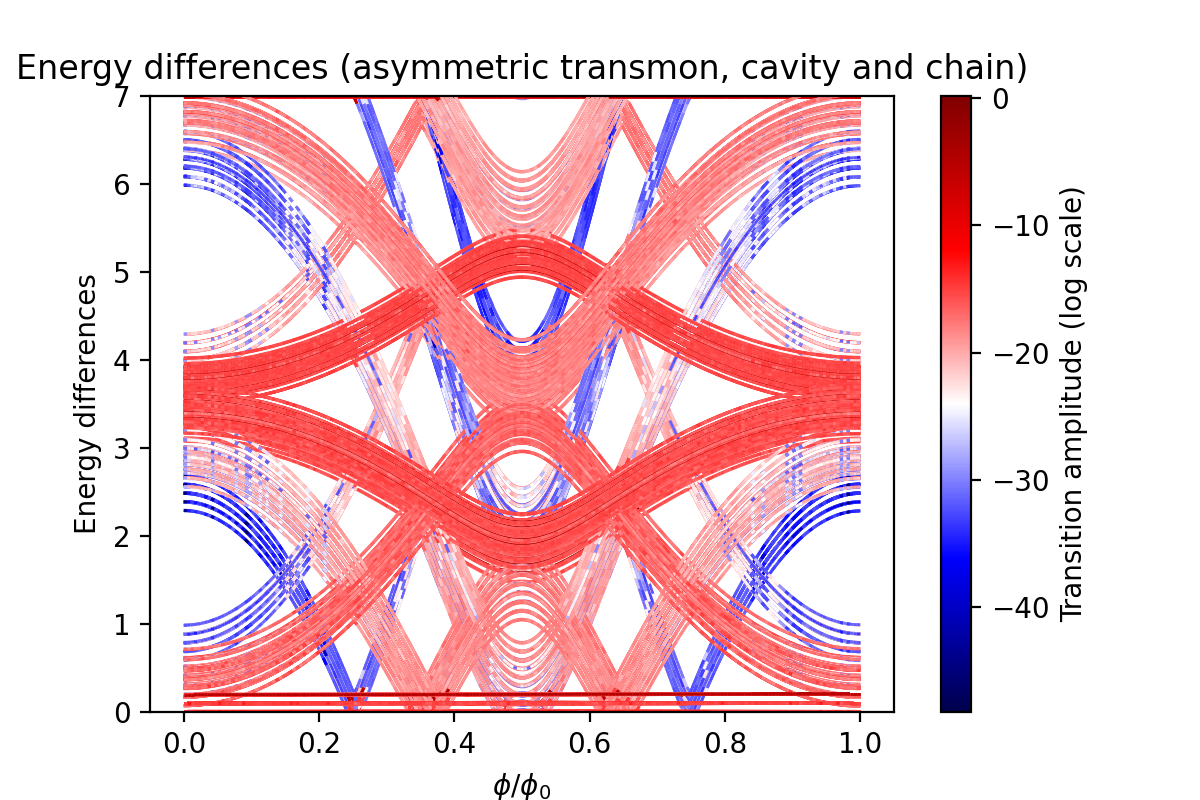 Energy differences (asymmetric transmon, cavity and chain)
Energy differences
7
6
5
4
3
2
1
0
0.0 0.2 0.4 0.6 0.8 1.0
ϕ/ϕ₀
0
−10
−20
−30
−40
Transition amplitude (log scale)